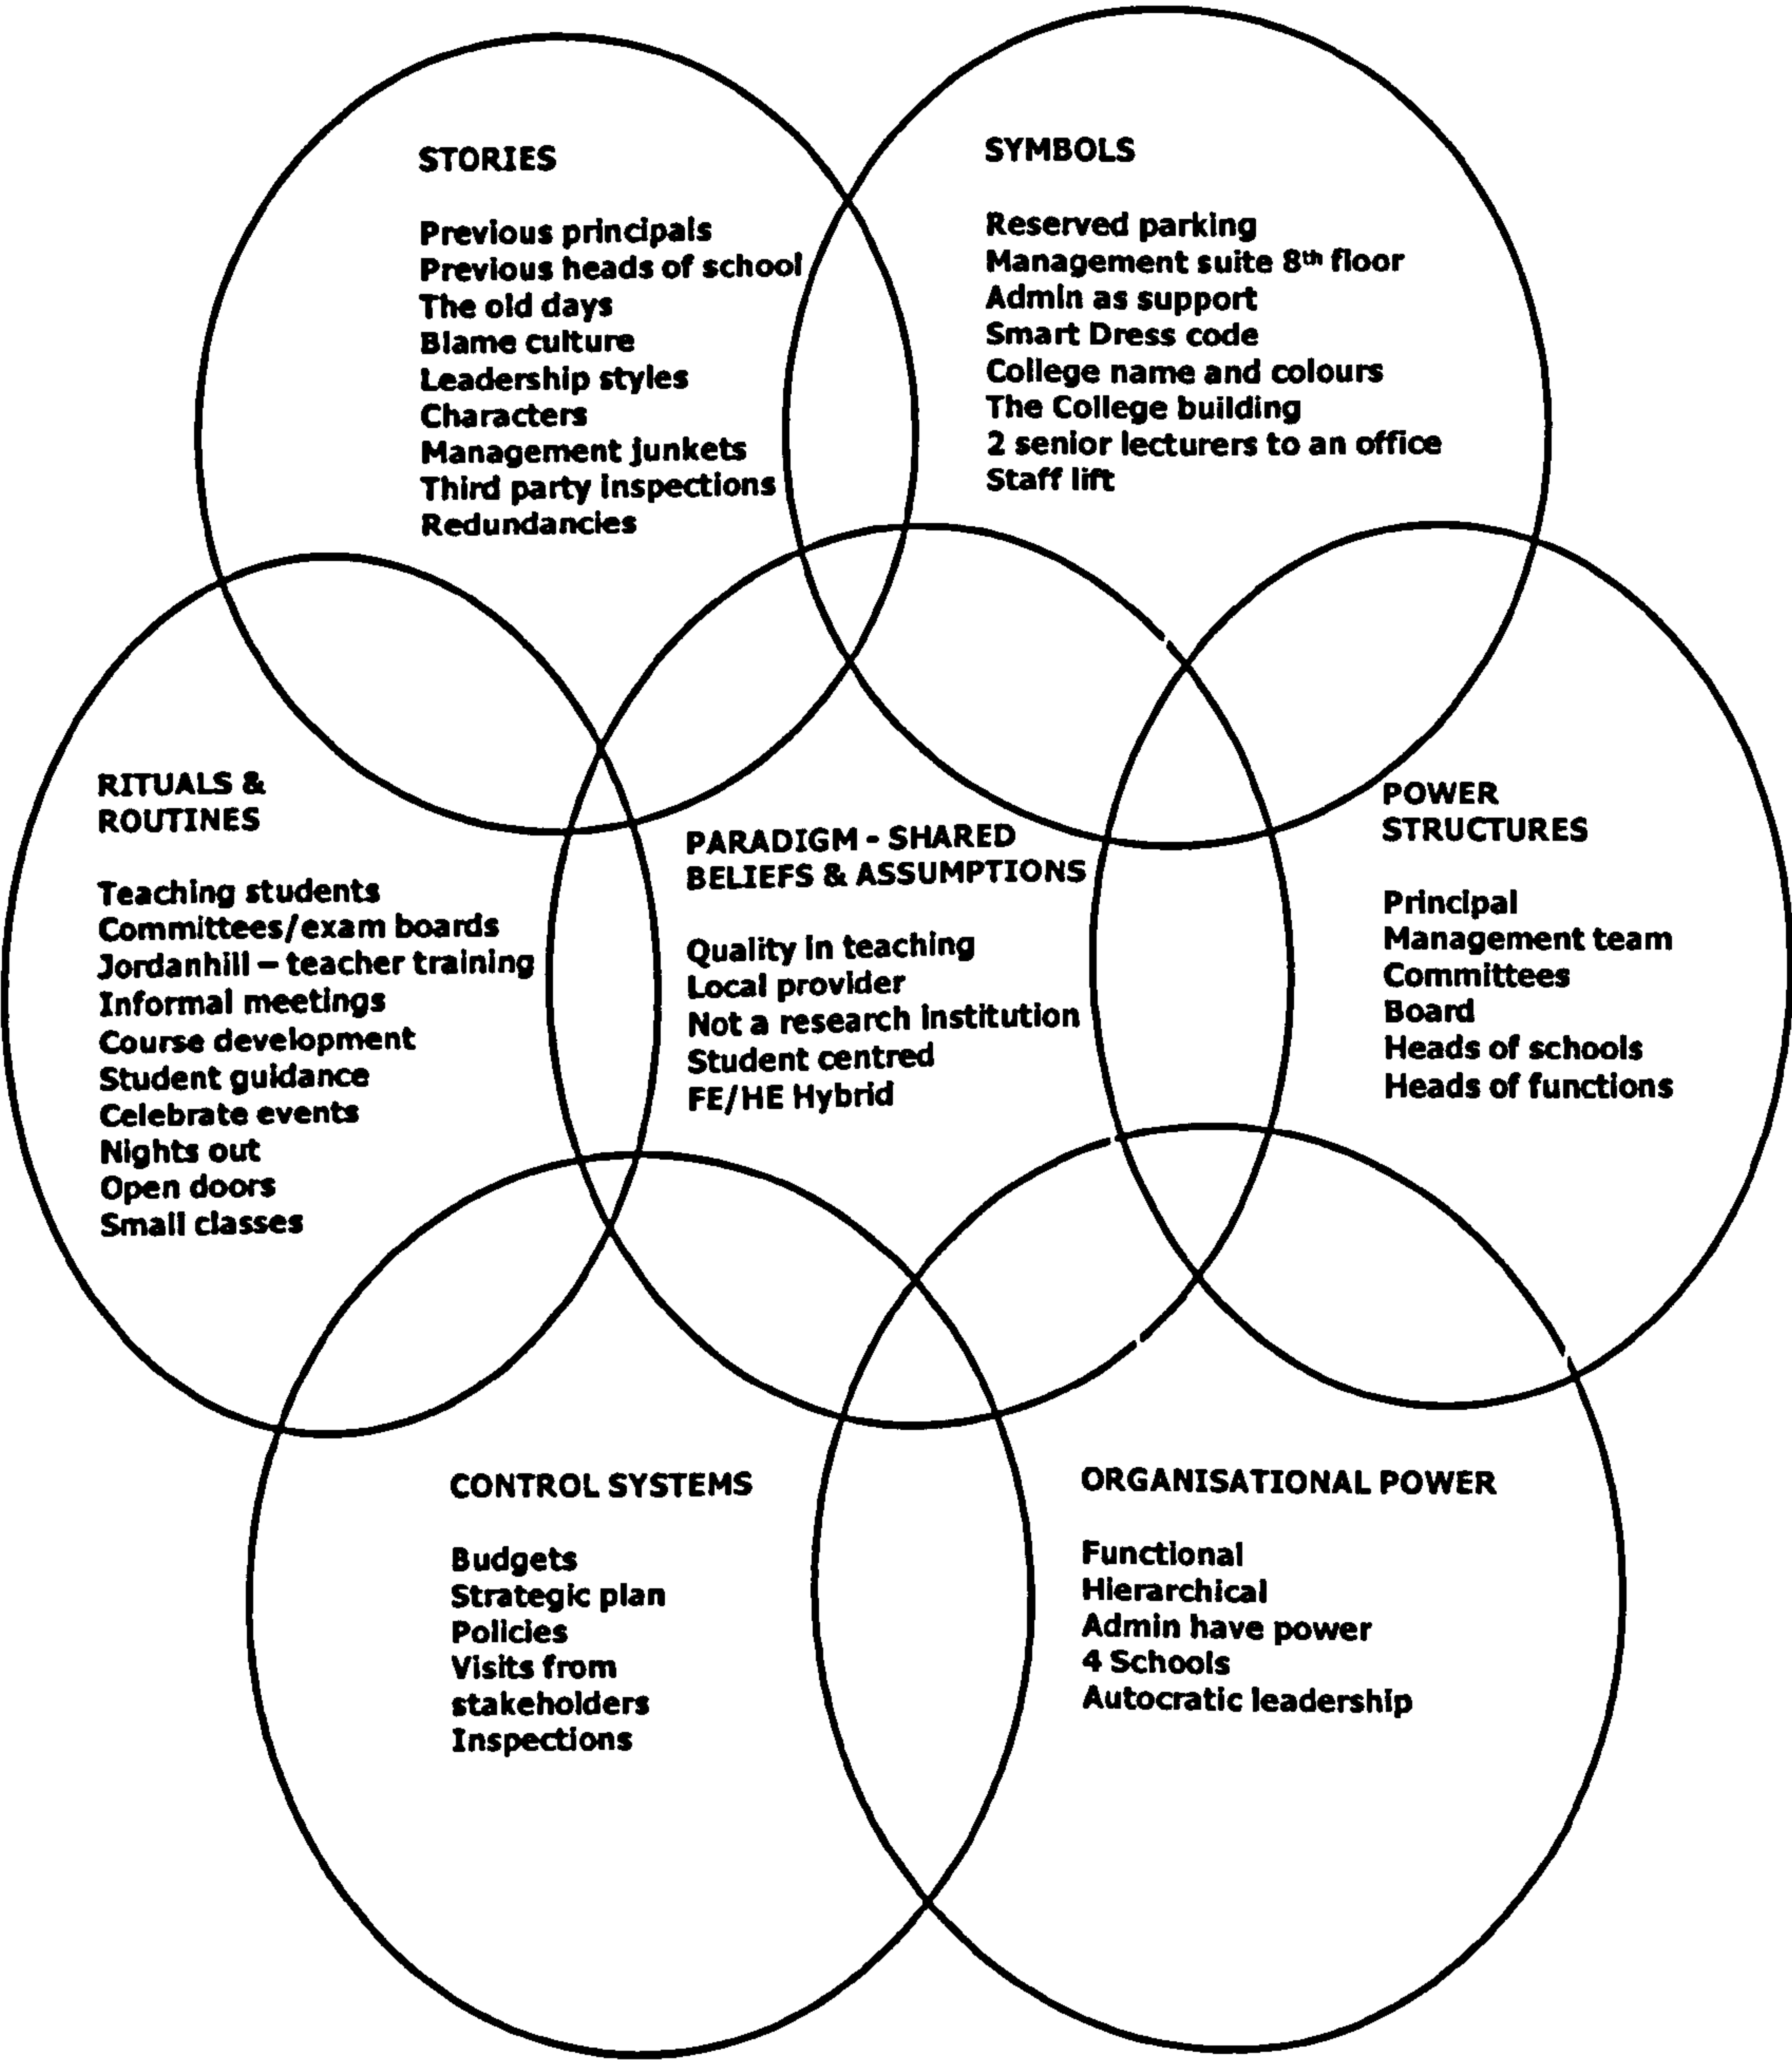 STORIES
Previous principals
Previous heads of school
The old days
Blame culture
Leadership styles
Characters
Management junkets
Third party inspections
Redundancies
SYMBOLS
Reserved parking
Management suite 8th floor
Admin as support
Smart Dress code
College name and colours
The College building
2 senior lecturers to an office
Staff lift
RITUALS &
ROUTINES
Teaching students
Committees/exam boards
Jordanhill – teacher training
Informal meetings
Course development
Student guidance
Celebrate events
Nights out
Open doors
Small classes
PARADIGM - SHARED
BELIEFS & ASSUMPTIONS
Quality in teaching
Local provider
Not a research institution
Student centred
FE/HE Hybrid
POWER
STRUCTURES
Principal
Management team
Committees
Board
Heads of schools
Heads of functions
CONTROL SYSTEMS
Budgets
Strategic plan
Policies
Visits from
stakeholders
Inspections
ORGANISATIONAL POWER
Functional
Hierarchical
Admin have power
4 Schools
Autocratic leadership